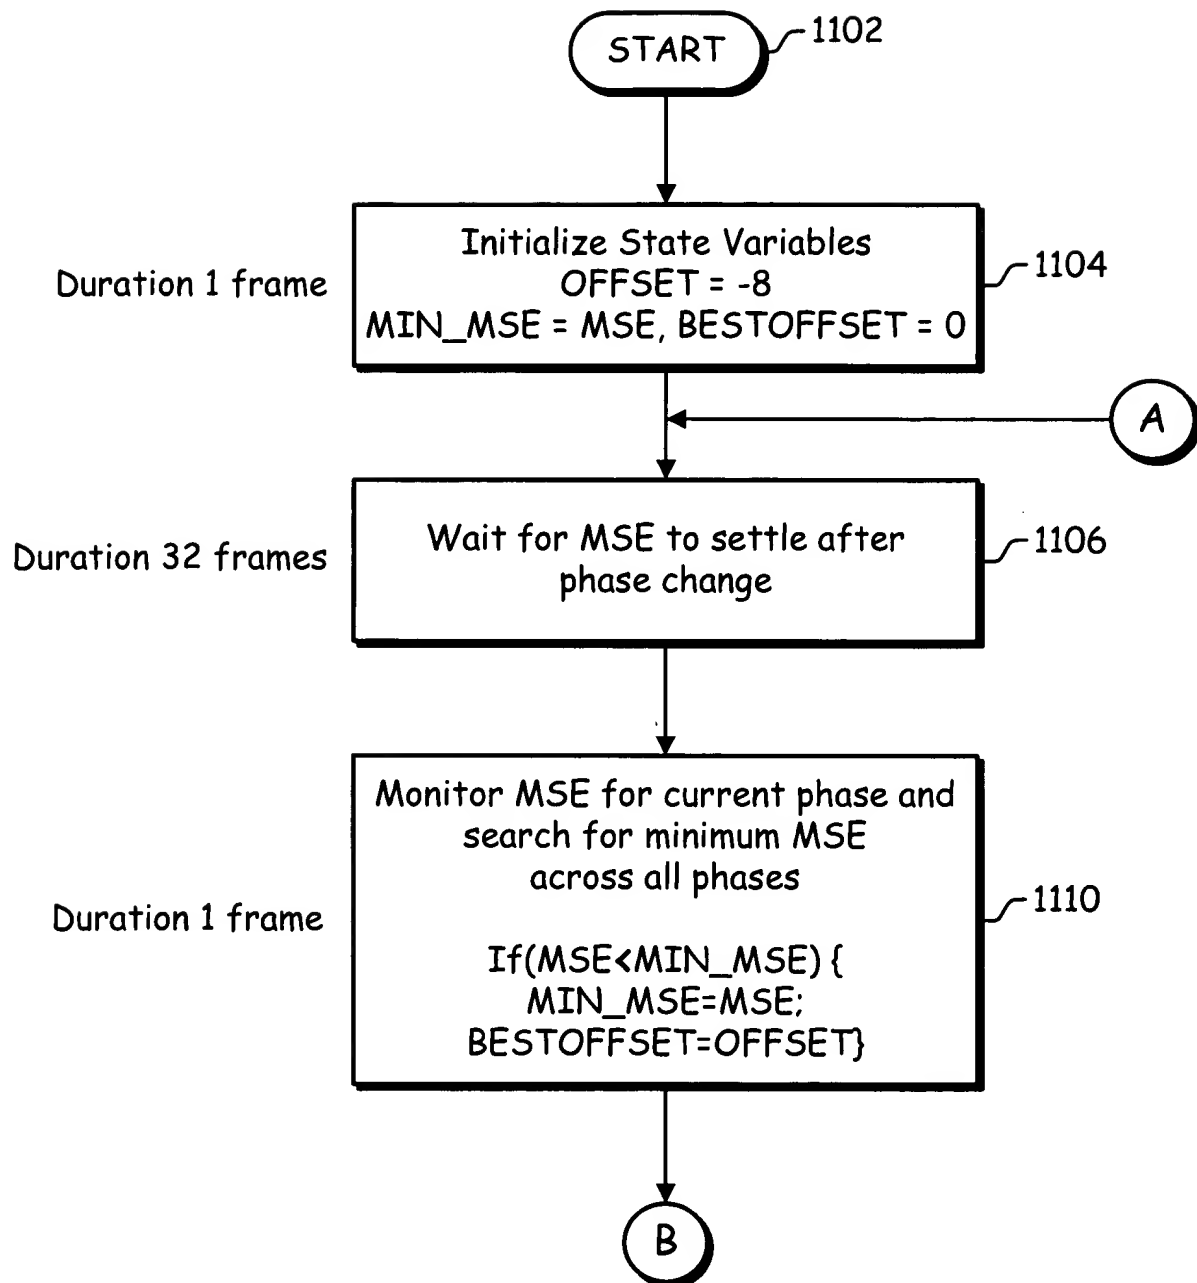 START
1102
Duration 1 frame
Initialize State Variables
OFFSET = -8
MIN_MSE = MSE, BESTOFFSET = 0
1104
A
Duration 32 frames
Wait for MSE to settle after
phase change
1106
Duration 1 frame
Monitor MSE for current phase and
search for minimum MSE
across all phases
If(MSE<MIN_MSE) {
MIN_MSE=MSE;
BESTOFFSET=OFFSET}
1110
B